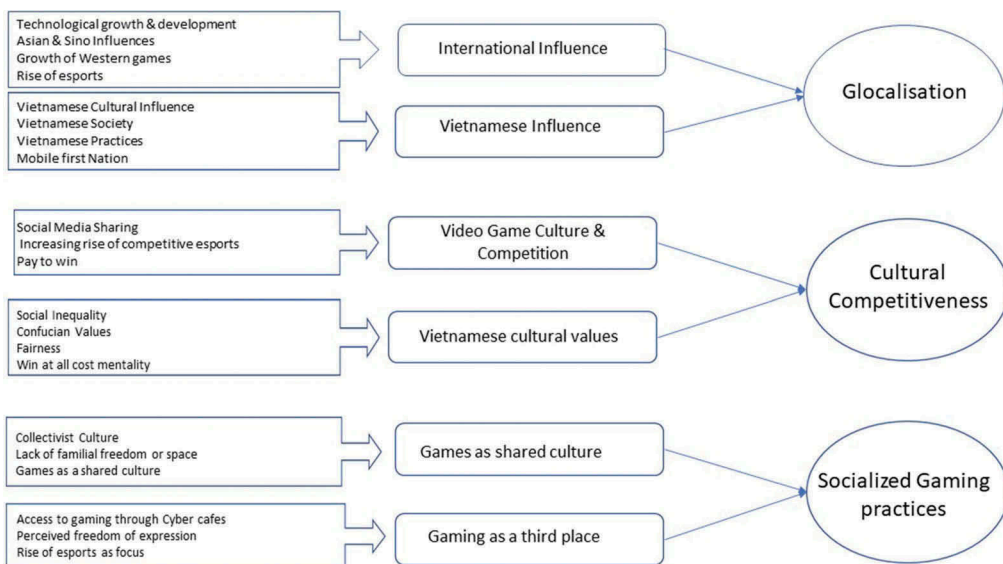 Technological growth & development
Asian & Sino Influences
Growth of Western games
Rise of esports
International Influence
Vietnamese Cultural Influence
Vietnamese Society
Vietnamese Practices
Mobile first Nation
Vietnamese Influence
Glocalisation
Social Media Sharing
Increasing rise of competitive esports
Pay to win
Video Game Culture &
Competition
Social Inequality
Confucian Values
Fairness
Win at all cost mentality
Vietnamese cultural values
Cultural
Competitiveness
Collectivist Culture
Lack of familial freedom or space
Games as a shared culture
Games as shared culture
Access to gaming through Cyber cafes
Perceived freedom of expression
Rise of esports as focus
Gaming as a third place
Socialized Gaming
practices